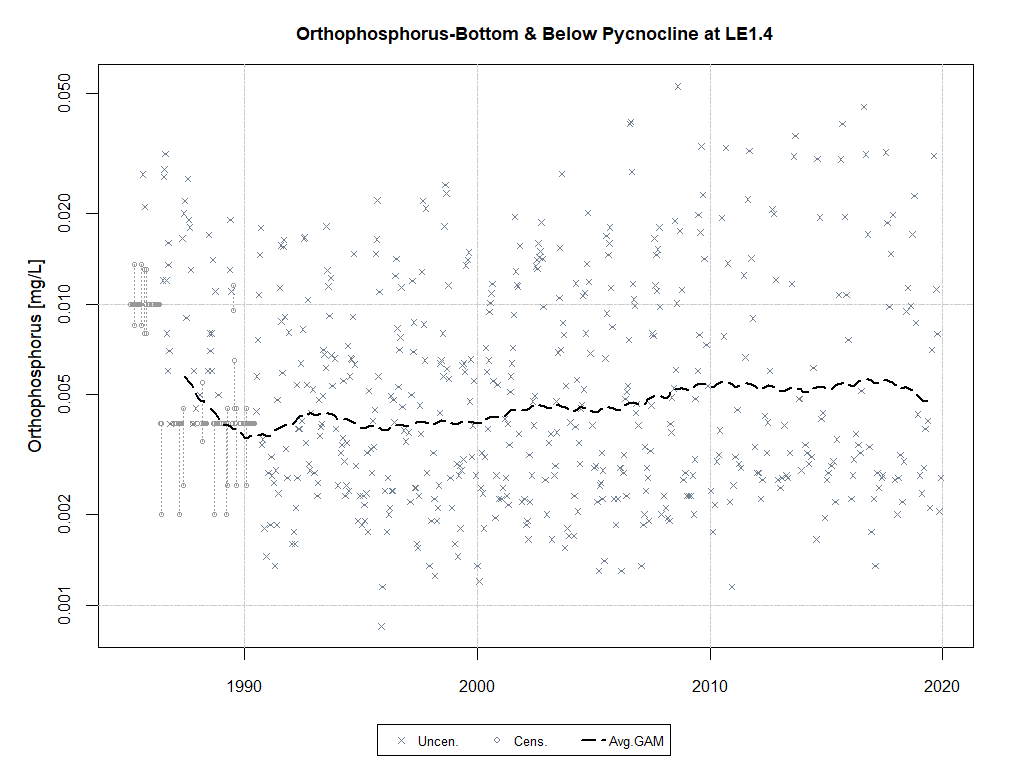 Orthophosphorus-Bottom & Below Pycnocline at LE1.4
Orthophosphorus [mg/L]
0.050
0.020
0.010
0.005
0.002
0.001
1990 2000 2010 2020
Uncen. Cens. Avg.GAM